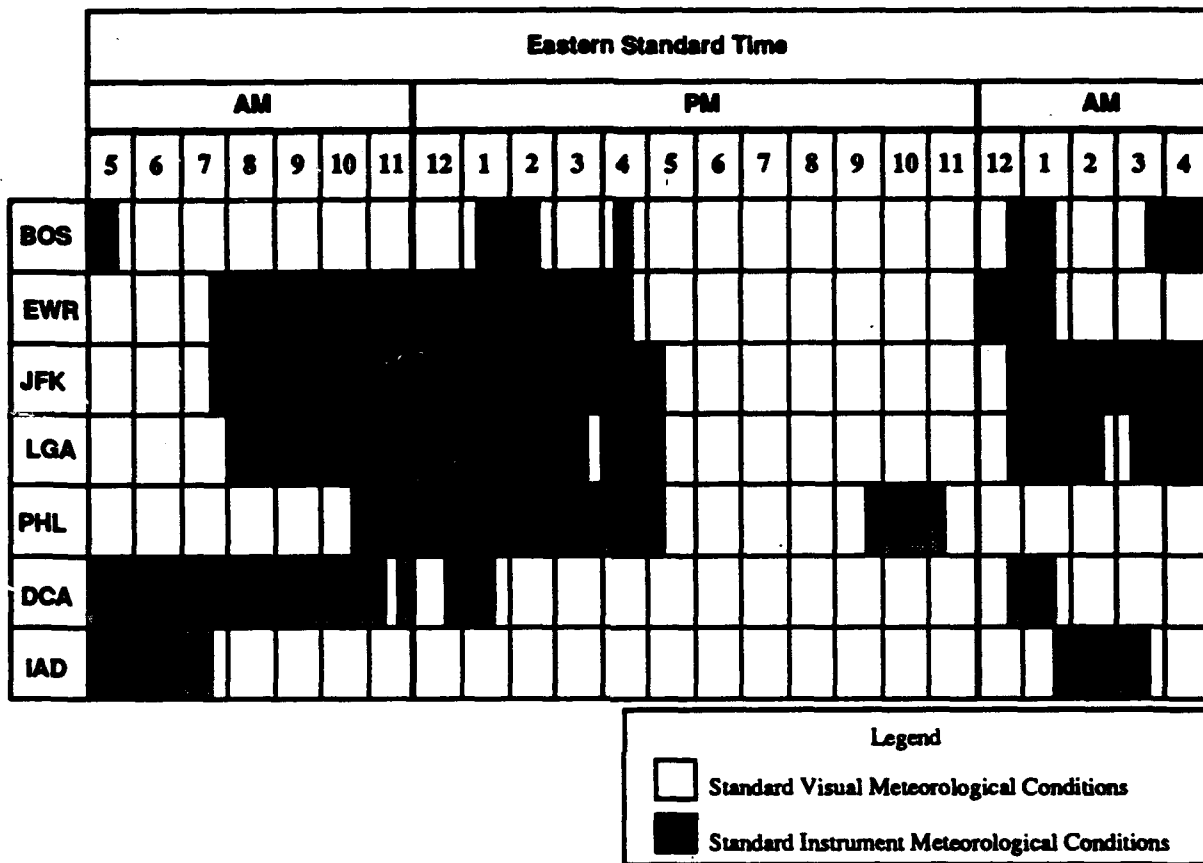 Eastern Standard Time
AM PM AM
5 6 7 8 9 10 11 12 1 2 3 4 5 6 7 8 9 10 11 12 1 2 3 4
BOS
EWR
JFK
LGA
PHL
DCA
IAD
Legend
Standard Visual Meteorological Conditions
Standard Instrument Meteorological Conditions